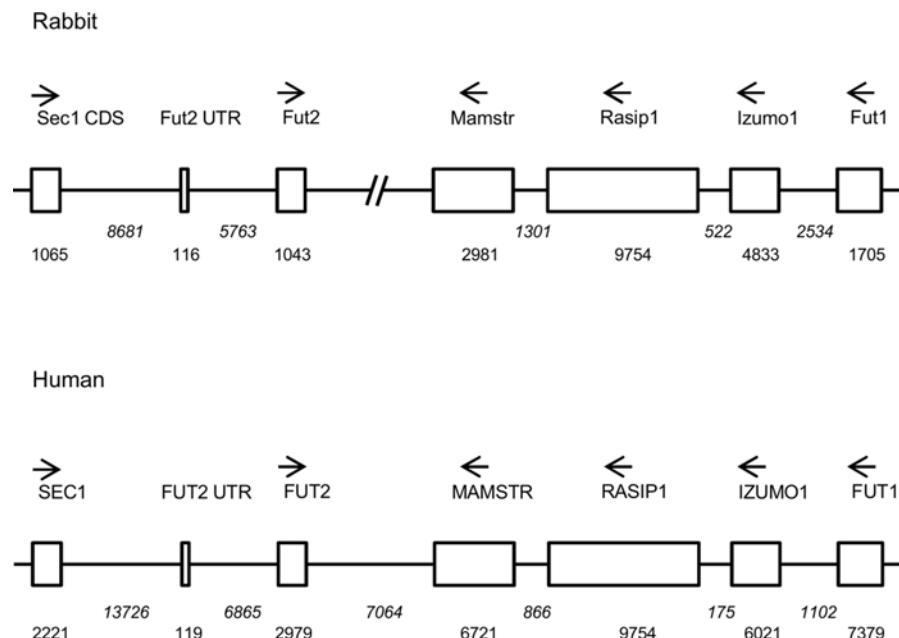 Rabbit
Sec1 CDS Fut2 UTR Fut2 Mamstr Rasip1 Izumo1 Fut1
8681 5763 1301 522 2534
1065 116 1043 2981 9754 4833 1705
Human
SEC1 FUT2 UTR FUT2 MAMSTR RASIP1 IZUMO1 FUT1
13726 6865 7064 866 175 1102
2221 119 2979 6721 9754 6021 7379